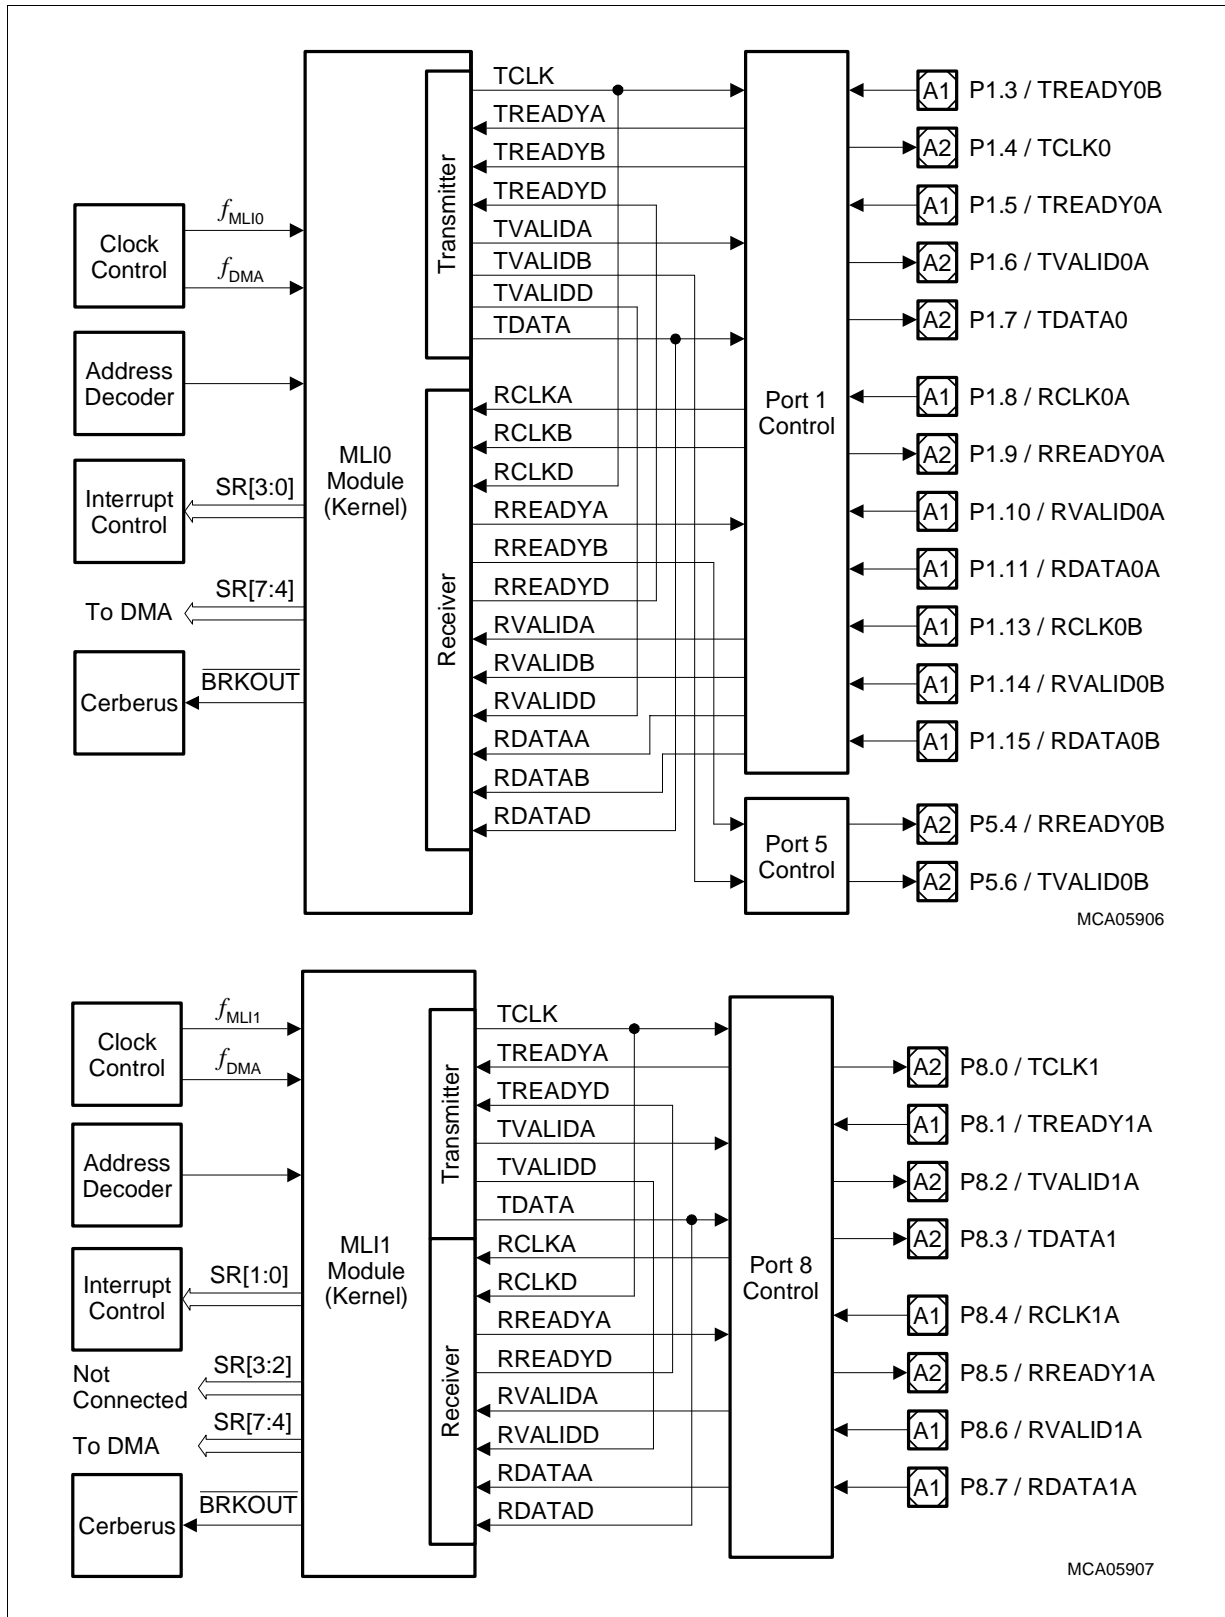 TCLK
TREADYA
TREADYB
TREADYD
TVALIDA
TVALIDB
TVALIDD
TDATA
Transmitter
fMLI0
Clock
Control
fDMA
Address
Decoder
SR[3:0]
Interrupt
Control
SR[7:4]
To DMA
BRKOUT
Cerberus
MLI0
Module
(Kernel)
RCLKA
RCLKB
RCLKD
RREADYA
RREADYB
RREADYD
RVALIDA
RVALIDB
RVALIDD
RDATAA
RDATAB
RDATAD
Receiver
Port 1
Control
A1 P1.3 / TREADY0B
A2 P1.4 / TCLK0
A1 P1.5 / TREADY0A
A2 P1.6 / TVALID0A
A2 P1.7 / TDATA0
A1 P1.8 / RCLK0A
A2 P1.9 / RREADY0A
A1 P1.10 / RVALID0A
A1 P1.11 / RDATA0A
A1 P1.13 / RCLK0B
A1 P1.14 / RVALID0B
A1 P1.15 / RDATA0B
Port 5
Control
A2 P5.4 / RREADY0B
A2 P5.6 / TVALID0B
MCA05906
fMLI1
Clock
Control
fDMA
Address
Decoder
SR[1:0]
Interrupt
Control
SR[3:2]
Not
Connected
SR[7:4]
To DMA
BRKOUT
Cerberus
MLI1
Module
(Kernel)
Transmitter
TCLK
TREADYA
TREADYD
TVALIDA
TVALIDD
TDATA
Receiver
RCLKA
RCLKD
RREADYA
RREADYD
RVALIDA
RVALIDD
RDATAA
RDATAD
Port 8
Control
A2 P8.0 / TCLK1
A1 P8.1 / TREADY1A
A2 P8.2 / TVALID1A
A2 P8.3 / TDATA1
A1 P8.4 / RCLK1A
A2 P8.5 / RREADY1A
A1 P8.6 / RVALID1A
A1 P8.7 / RDATA1A
MCA05907